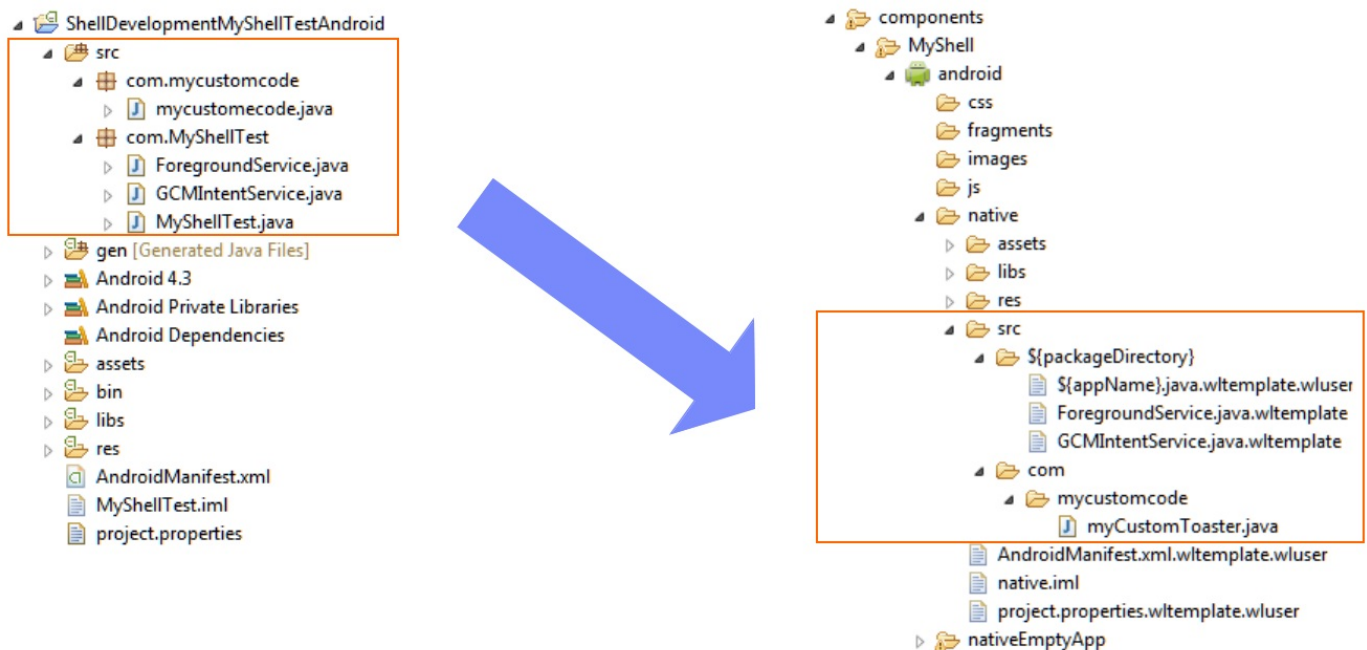 ShellDevelopmentMyShellTestAndroid
src
com.mycustomcode
mycustomecode.java
com.MyShellTest
ForegroundService.java
GCMIntentService.java
MyShellTest.java
gen [Generated Java Files]
Android 4.3
Android Private Libraries
Android Dependencies
assets
bin
libs
res
AndroidManifest.xml
MyShellTest.iml
project.properties
components
MyShell
android
css
fragments
images
js
native
assets
libs
res
src
${packageDirectory}
${appName}.java.wltemplate.wluser
ForegroundService.java.wltemplate
GCMIntentService.java.wltemplate
com
mycustomcode
myCustomToaster.java
AndroidManifest.xml.wltemplate.wluser
native.iml
project.properties.wltemplate.wluser
nativeEmptyApp